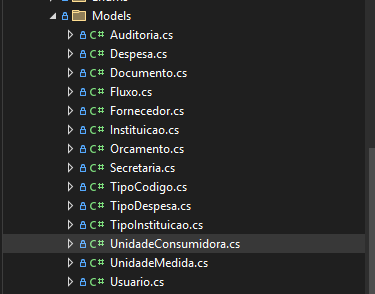 Models
C# Auditoria.cs
C# Despesa.cs
C# Documento.cs
C# Fluxo.cs
C# Fornecedor.cs
C# Instituicao.cs
C# Orcamento.cs
C# Secretaria.cs
C# TipoCodigo.cs
C# TipoDespesa.cs
C# TipoInstituicao.cs
C# UnidadeConsumidora.cs
C# UnidadeMedida.cs
C# Usuario.cs